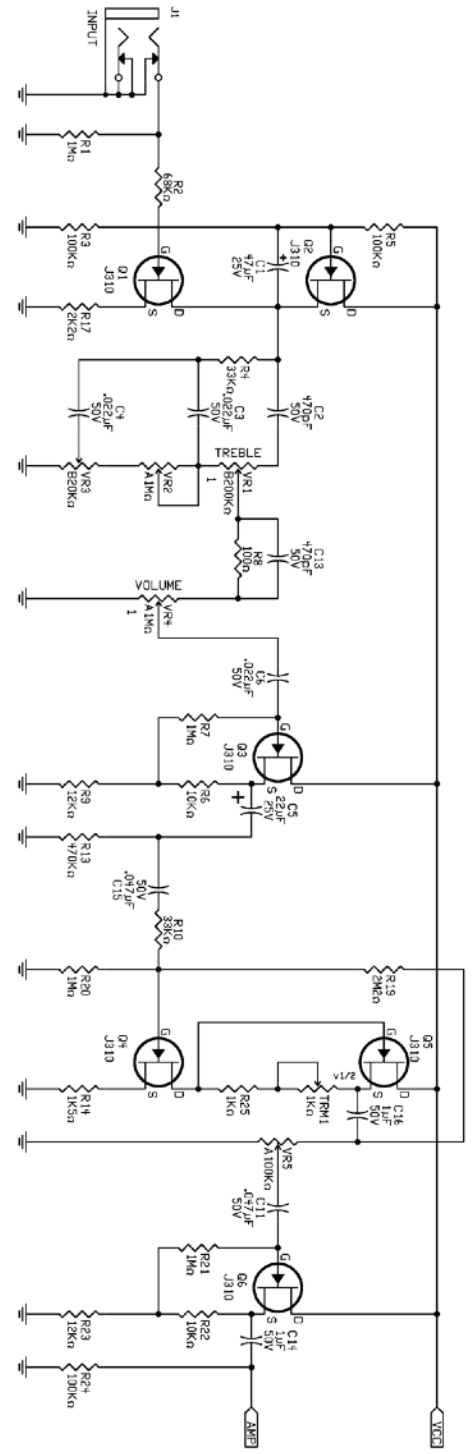 J1
INPUT
R1
1MΩ
R2
68KΩ
R3
100KΩ
Q1
J310
G
S
D
R17
2K2Ω
+
C1
47µF
25V
Q2
J310
G
S
D
R5
100KΩ
R4
33KΩ
C2
470pF
50V
C3
.022µF
50V
C4
.022µF
50V
TREBLE
VR1
B200KΩ
1
VR2
A1MΩ
VR3
B20KΩ
C13
470pF
50V
R8
100Ω
VOLUME
VR4
A1MΩ
1
C6
.022µF
50V
R7
1MΩ
Q3
J310
G
S
D
R6
10KΩ
R9
12KΩ
+
C5
22µF
25V
R13
470KΩ
50V
.047µF
C15
R10
33KΩ
R20
1MΩ
R19
2M2Ω
Q4
J310
G
S
D
R14
1K5Ω
R25
1KΩ
TRM1
1KΩ
v1/2
Q5
J310
G
S
D
C16
1µF
50V
VR5
A100KΩ
C11
.047µF
50V
R21
1MΩ
Q6
J310
G
S
D
R22
10KΩ
R23
12KΩ
C14
1µF
50V
R24
100KΩ
AMP
VCC